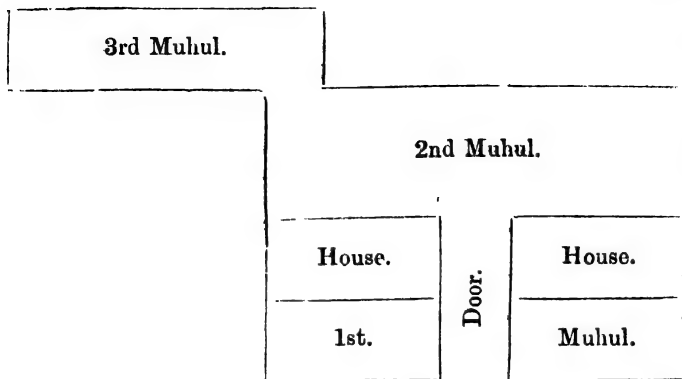 3rd Muhul.
2nd Muhul.
House.
Door.
House.
1st.
Muhul.